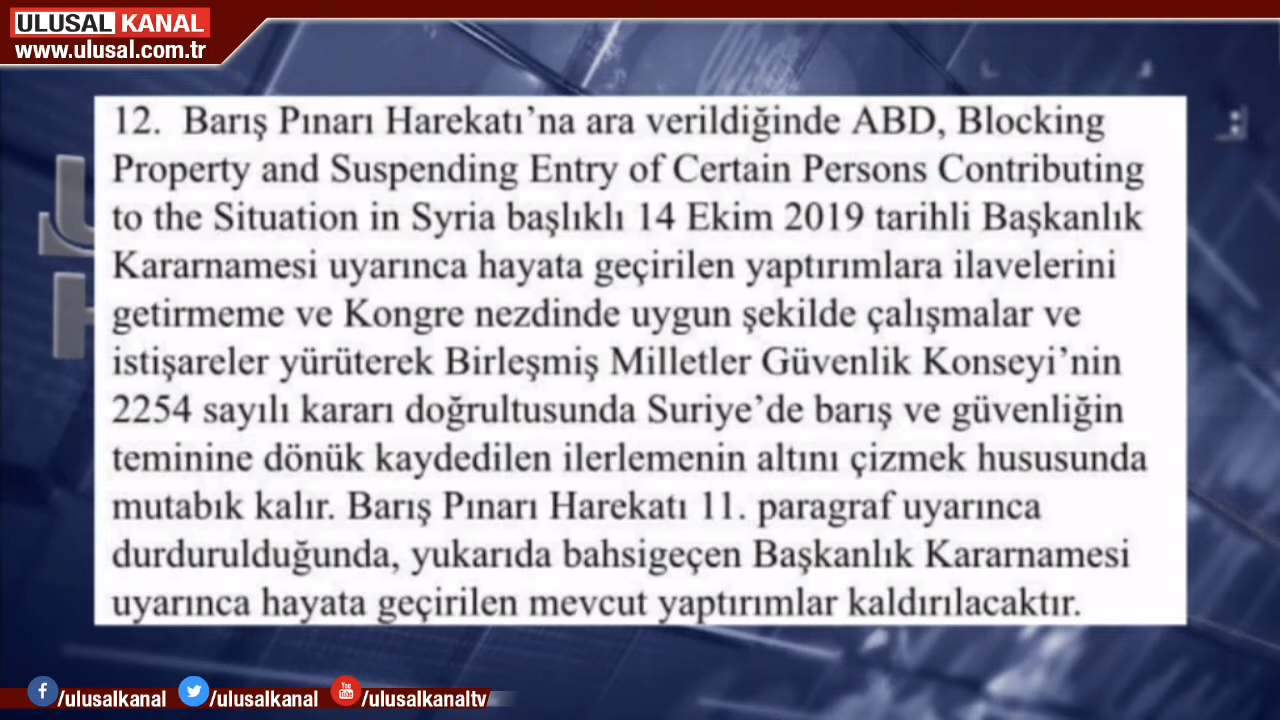 ULUSAL KANAL
www.ulusal.com.tr
12. Barış Pınarı Harekatı’na ara verildiğinde ABD, Blocking
Property and Suspending Entry of Certain Persons Contributing
to the Situation in Syria başlıklı 14 Ekim 2019 tarihli Başkanlık
Kararnamesi uyarınca hayata geçirilen yaptırımlara ilavelerini
getirmeme ve Kongre nezdinde uygun şekilde çalışmalar ve
istişareler yürüterek Birleşmiş Milletler Güvenlik Konseyi’nin
2254 sayılı kararı doğrultusunda Suriye’de barış ve güvenliğin
teminine dönük kaydedilen ilerlemenin altını çizmek hususunda
mutabık kalır. Barış Pınarı Harekatı 11. paragraf uyarınca
durdurulduğunda, yukarıda bahsigeçen Başkanlık Kararnamesi
uyarınca hayata geçirilen mevcut yaptırımlar kaldırılacaktır.
/ulusalkanal /ulusalkanal You Tube /ulusalkanaltv